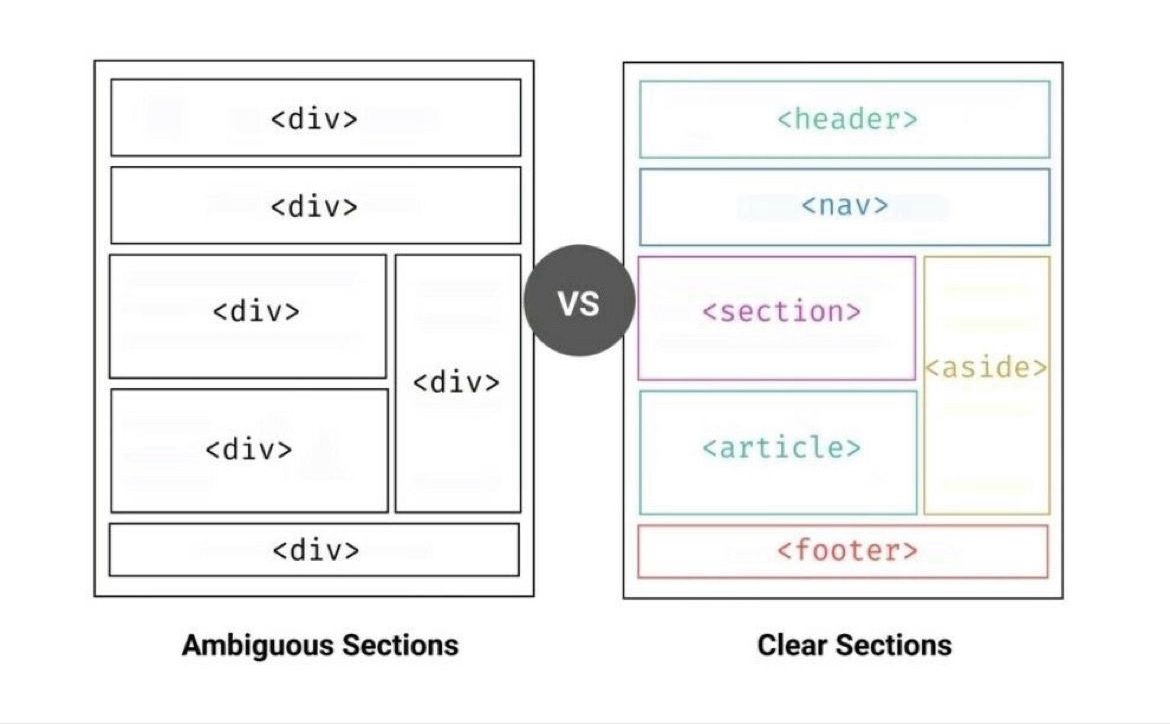 <div>
<div>
<div>
<div>
<div>
<div>
Ambiguous Sections
VS
<header>
<nav>
<section>
<aside>
<article>
<footer>
Clear Sections